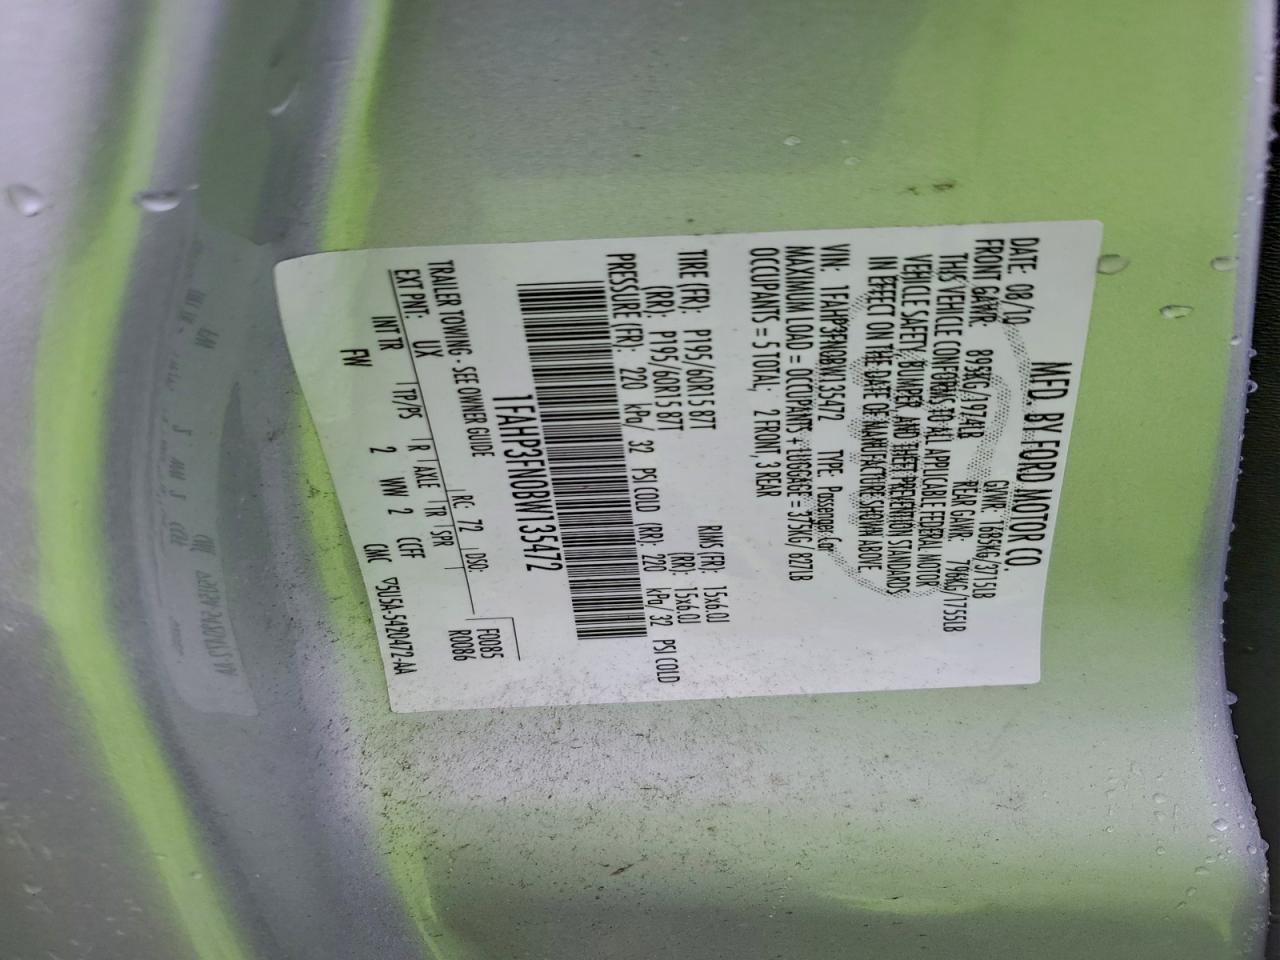 MFD. BY FORD MOTOR CO.
DATE: 08/10 GVWR: 1685KG/3715LB
FRONT GAWR: 895KG/1974LB REAR GAWR: 796KG/1755LB
THIS VEHICLE CONFORMS TO ALL APPLICABLE FEDERAL MOTOR
VEHICLE SAFETY, BUMPER, AND THEFT PREVENTION STANDARDS
IN EFFECT ON THE DATE OF MANUFACTURE SHOWN ABOVE.
VIN: 1FAHP3FN0BW135472 TYPE: Passenger Car
MAXIMUM LOAD = OCCUPANTS + LUGGAGE = 375KG/ 827LB
OCCUPANTS = 5 TOTAL; 2 FRONT, 3 REAR
TIRE (FR): P195/60R15 87T RIMS (FR): 15x6.0J
(RR): P195/60R15 87T (RR): 15x6.0J
PRESSURE (FR): 220 kPa/ 32 PSI COLD (RR): 220 kPa/ 32 PSI COLD
1FAHP3FN0BW135472
TRAILER TOWING - SEE OWNER GUIDE F0085
R0086
EXT PNT: UX RC: 72 DSO:
INTR TP/PS R AXLE TR SPR
FW 2 VW 2 CCFF
▽5U5A-5420472-AA